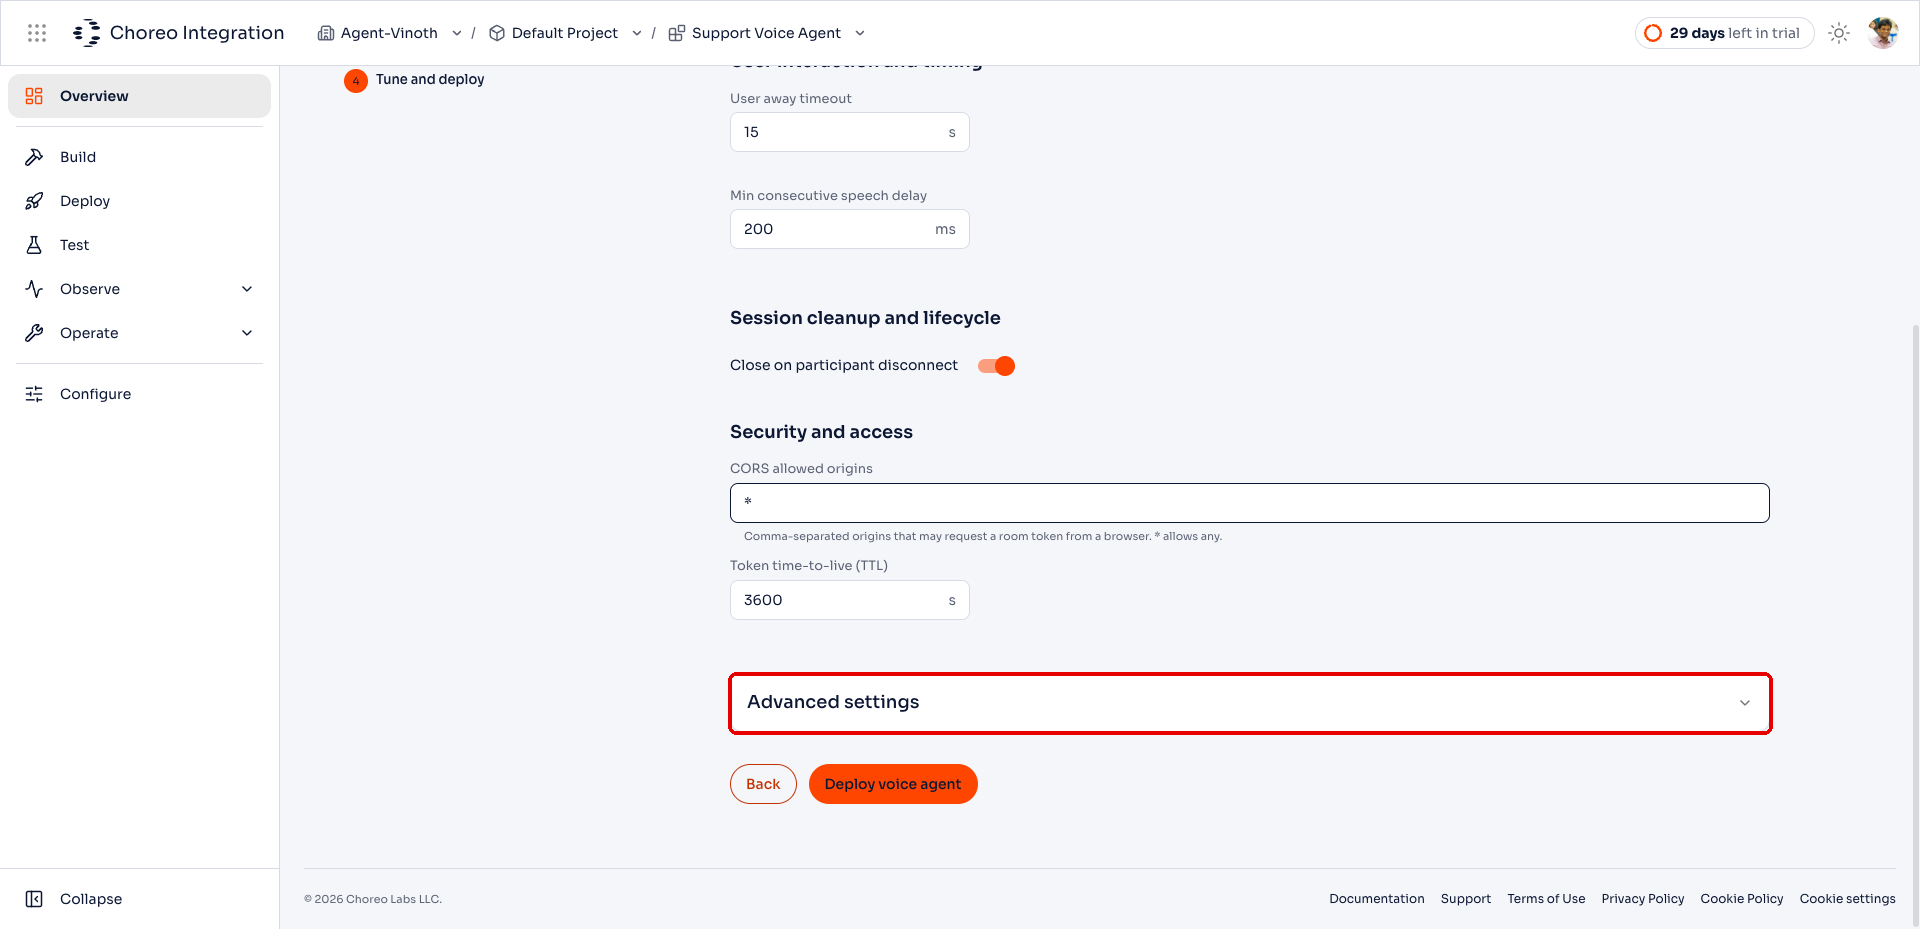 Choreo Integration
Agent-Vinoth
/
Default Project
/
Support Voice Agent
29 days left in trial
Overview
Build
Deploy
Test
Observe
Operate
Configure
Collapse
4
Tune and deploy
User interaction and timing
User away timeout
15
s
Min consecutive speech delay
200
ms
Session cleanup and lifecycle
Close on participant disconnect
Security and access
CORS allowed origins
*
Comma-separated origins that may request a room token from a browser. * allows any.
Token time-to-live (TTL)
3600
s
Advanced settings
Back
Deploy voice agent
© 2026 Choreo Labs LLC.
Documentation
Support
Terms of Use
Privacy Policy
Cookie Policy
Cookie settings